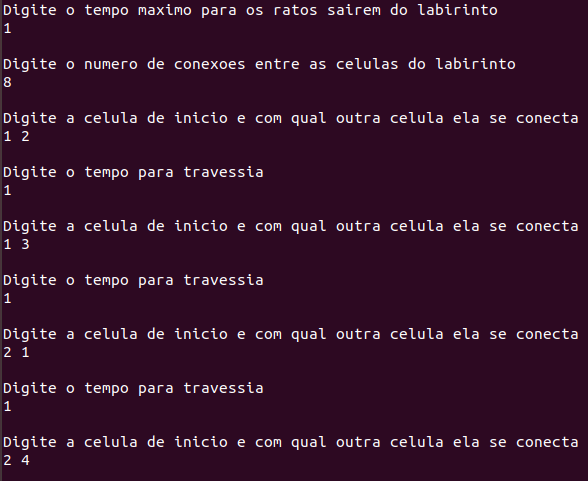 Digite o tempo maximo para os ratos sairem do labirinto
1
Digite o numero de conexoes entre as celulas do labirinto
8
Digite a celula de inicio e com qual outra celula ela se conecta
1 2
Digite o tempo para travessia
1
Digite a celula de inicio e com qual outra celula ela se conecta
1 3
Digite o tempo para travessia
1
Digite a celula de inicio e com qual outra celula ela se conecta
2 1
Digite o tempo para travessia
1
Digite a celula de inicio e com qual outra celula ela se conecta
2 4